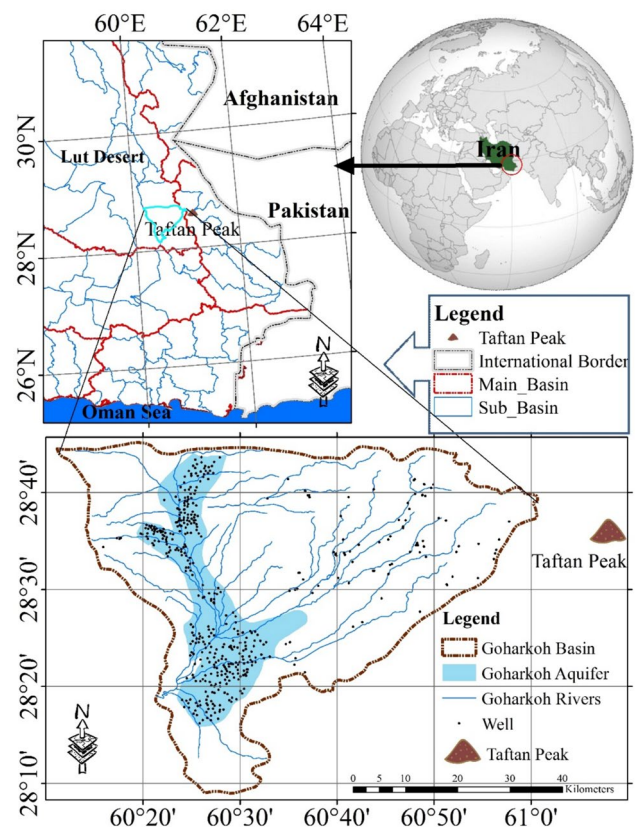 60°E 62°E 64°E
30°N
28°N
26°N
Afghanistan
Lut Desert
Iran
Pakistan
Taftan Peak
Oman Sea
N
Legend
Taftan Peak
International Border
Main_Basin
Sub_Basin
28°40'
28°30'
28°20'
28°10'
Taftan Peak
Legend
Goharkoh Basin
Goharkoh Aquifer
Goharkoh Rivers
Well
Taftan Peak
N
0 5 10 20 30 40
Kilometers
60°20' 60°30' 60°40' 60°50' 61°0'